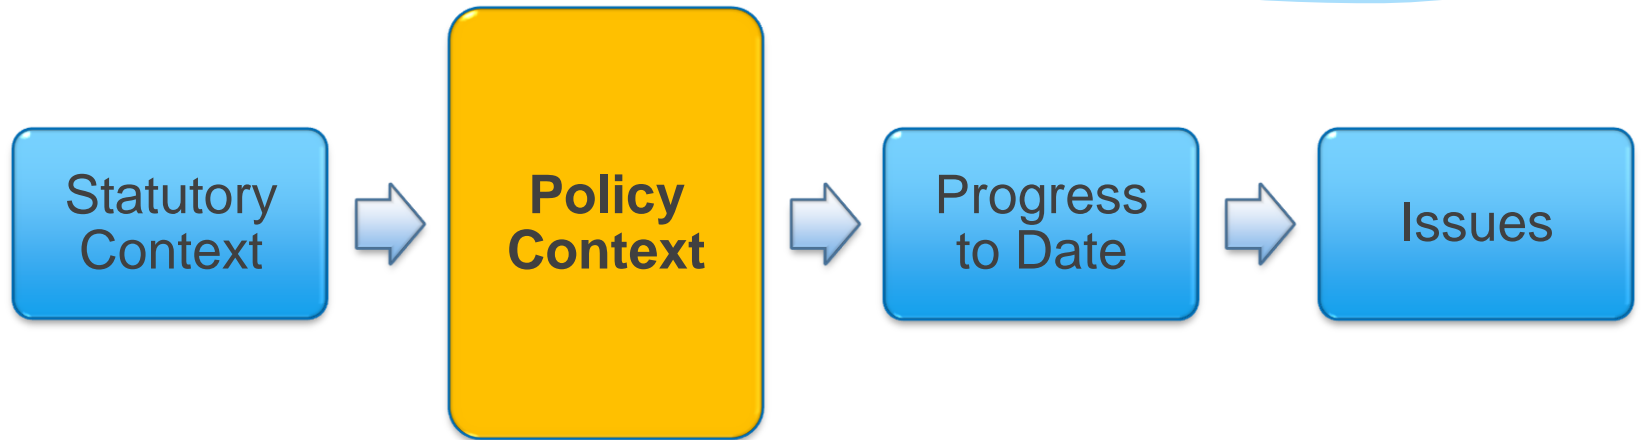 Statutory
Context
Policy
Context
Progress
to Date
Issues